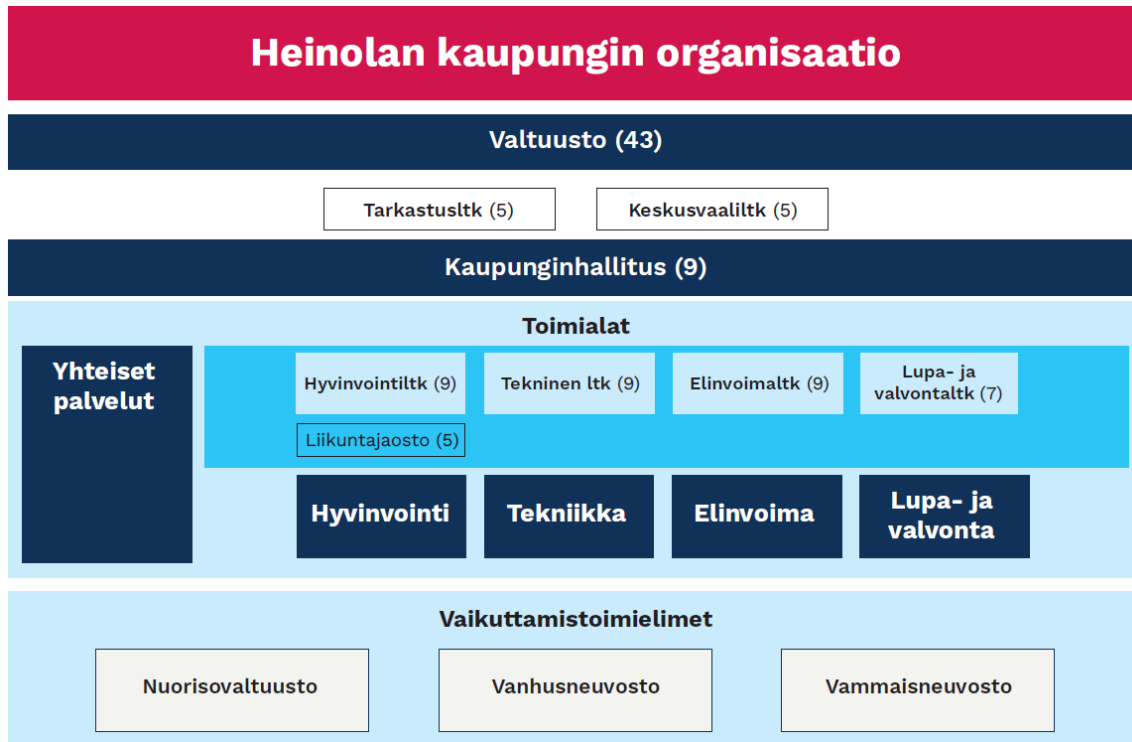 Heinolan kaupungin organisaatio
Valtuusto (43)
Tarkastusltk (5)
Keskusvaaliltk (5)
Kaupunginhallitus (9)
Toimialat
Yhteiset
palvelut
Hyvinvointiltk (9)
Tekninen ltk (9)
Elinvoimaltk (9)
Lupa- ja
valvontaltk (7)
Liikuntajaosto (5)
Hyvinvointi
Tekniikka
Elinvoima
Lupa- ja
valvonta
Vaikuttamistoimielimet
Nuorisovaltuusto
Vanhusneuvosto
Vammaisneuvosto